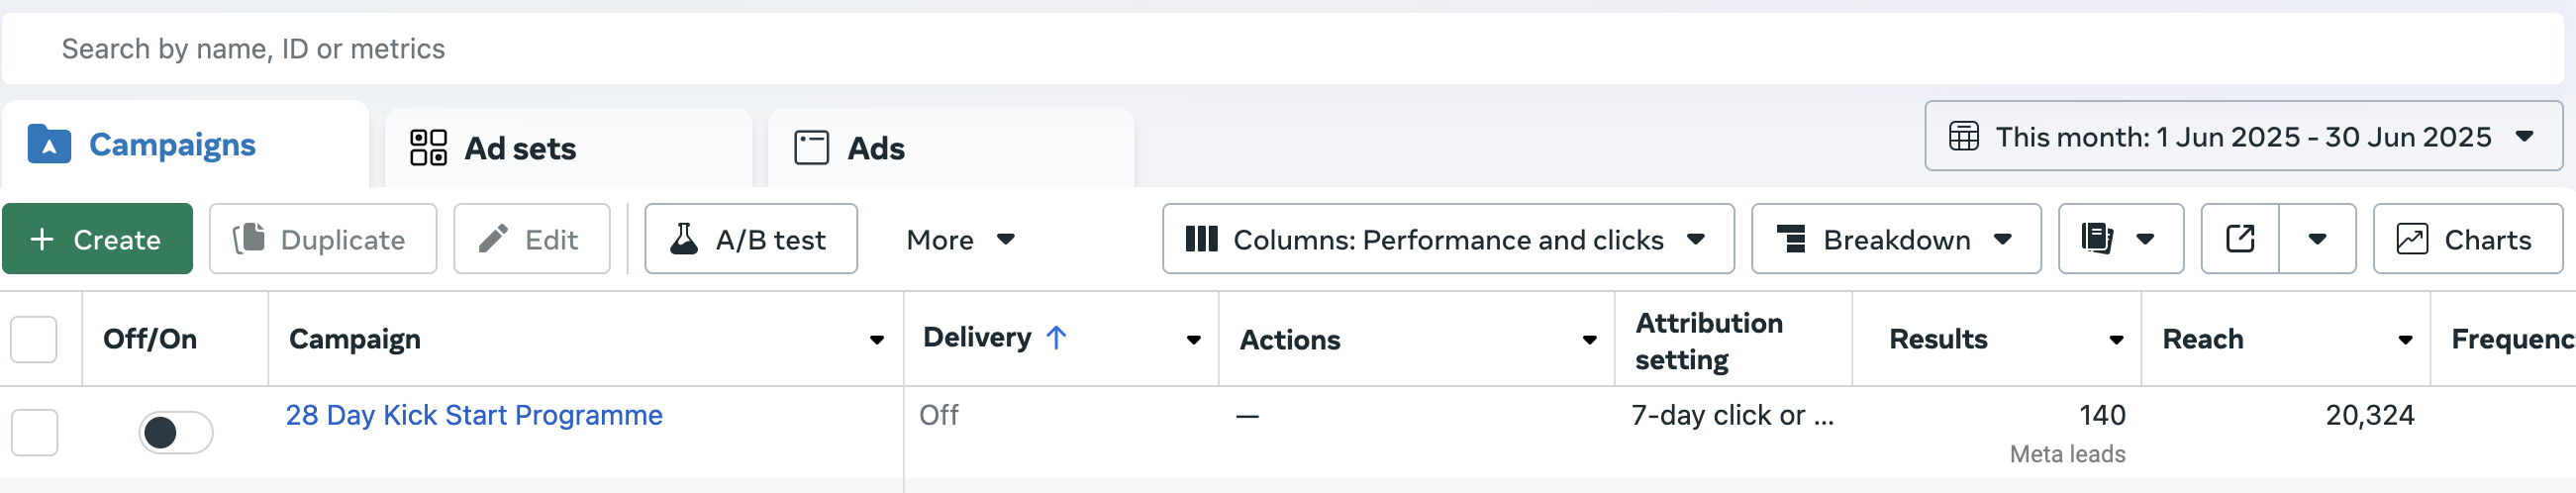 Search by name, ID or metrics
Campaigns
Ad sets
Ads
This month: 1 Jun 2025 - 30 Jun 2025
+ Create
Duplicate
Edit
A/B test
More
Columns: Performance and clicks
Breakdown
Charts
Off/On
Campaign
Delivery ↑
Actions
Attribution
setting
Results
Reach
Frequenc
28 Day Kick Start Programme
Off
—
7-day click or ...
140
Meta leads
20,324